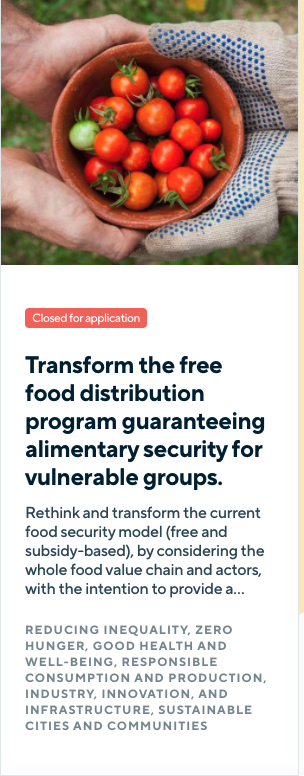 Closed for application
Transform the free
food distribution
program guaranteeing
alimentary security for
vulnerable groups.
Rethink and transform the current
food security model (free and
subsidy-based), by considering the
whole food value chain and actors,
with the intention to provide a...
REDUCING INEQUALITY, ZERO
HUNGER, GOOD HEALTH AND
WELL-BEING, RESPONSIBLE
CONSUMPTION AND PRODUCTION,
INDUSTRY, INNOVATION, AND
INFRASTRUCTURE, SUSTAINABLE
CITIES AND COMMUNITIES